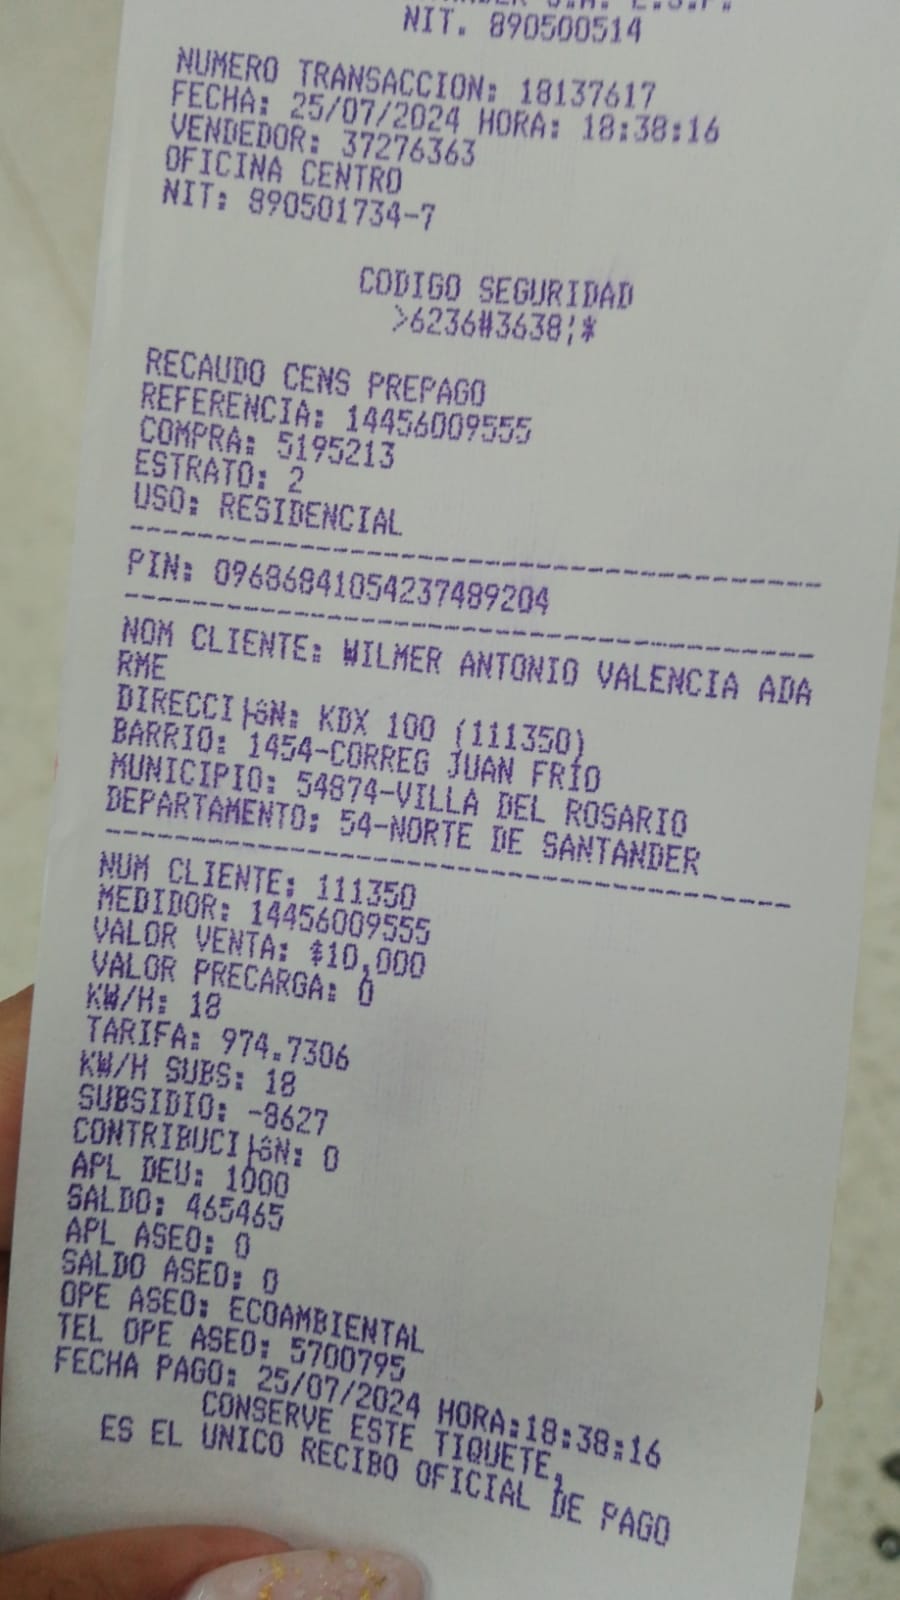 NIT. 890500514
NUMERO TRANSACCION: 18137617
FECHA: 25/07/2024 HORA: 18:38:16
VENDEDOR: 37276363
OFICINA CENTRO
NIT: 890501734-7
CODIGO SEGURIDAD
>6236#3638¦*
RECAUDO CENS PREPAGO
REFERENCIA: 14456009555
COMPRA: 5195213
ESTRATO: 2
USO: RESIDENCIAL
PIN: 09686841054237489204
NOM CLIENTE: WILMER ANTONIO VALENCIA ADA
RME
DIRECCI├ôN: KDX 100 (111350)
BARRIO: 1454-CORREG JUAN FRIO
MUNICIPIO: 54874-VILLA DEL ROSARIO
DEPARTAMENTO: 54-NORTE DE SANTANDER
NUM CLIENTE: 111350
MEDIDOR: 14456009555
VALOR VENTA: $10,000
VALOR PRECARGA: 0
KW/H: 18
TARIFA: 974.7306
KW/H SUBS: 18
SUBSIDIO: -8627
CONTRIBUCI├ôN: 0
APL DEU: 1000
SALDO: 465465
APL ASEO: 0
SALDO ASEO: 0
OPE ASEO: ECOAMBIENTAL
TEL OPE ASEO: 5700795
FECHA PAGO: 25/07/2024 HORA:18:38:16
CONSERVE ESTE TIQUETE,
ES EL UNICO RECIBO OFICIAL DE PAGO